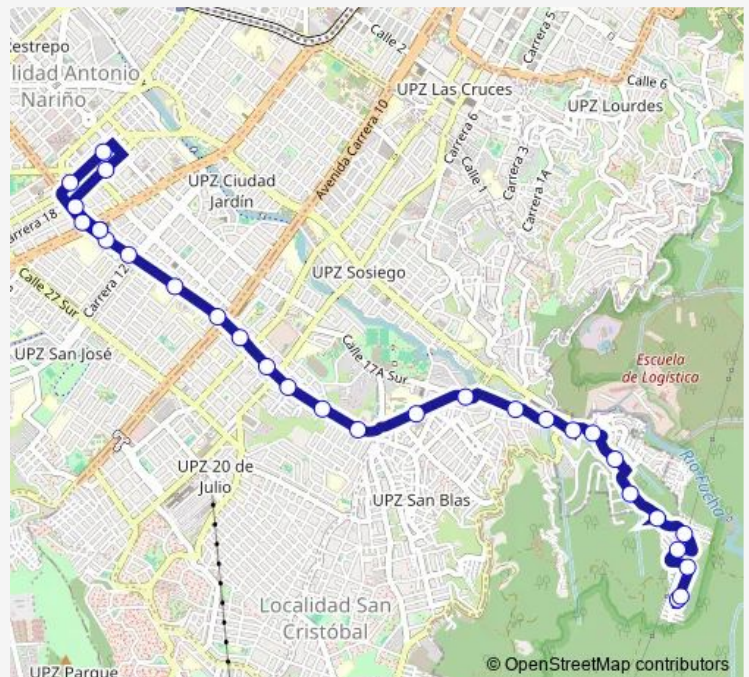 Restrepo
lidad Antonio
Nariño
Calle 2
Carrera 5
UPZ Las Cruces
Calle 6
UPZ Lourdes
Avenida Carrera 10
Carrera 6
Calle 1
Carrera 3
Carrera 1A
UPZ Ciudad
Jardín
arrera 18
Carrera 12
Calle 27 Sur
UPZ Sosiego
UPZ San José
Calle 17A Sur
Escuela
de Logística
UPZ 20 de
Julio
Río Fucha
UPZ San Blas
Localidad San
Cristóbal
UPZ Parque
© OpenStreetMap contributors